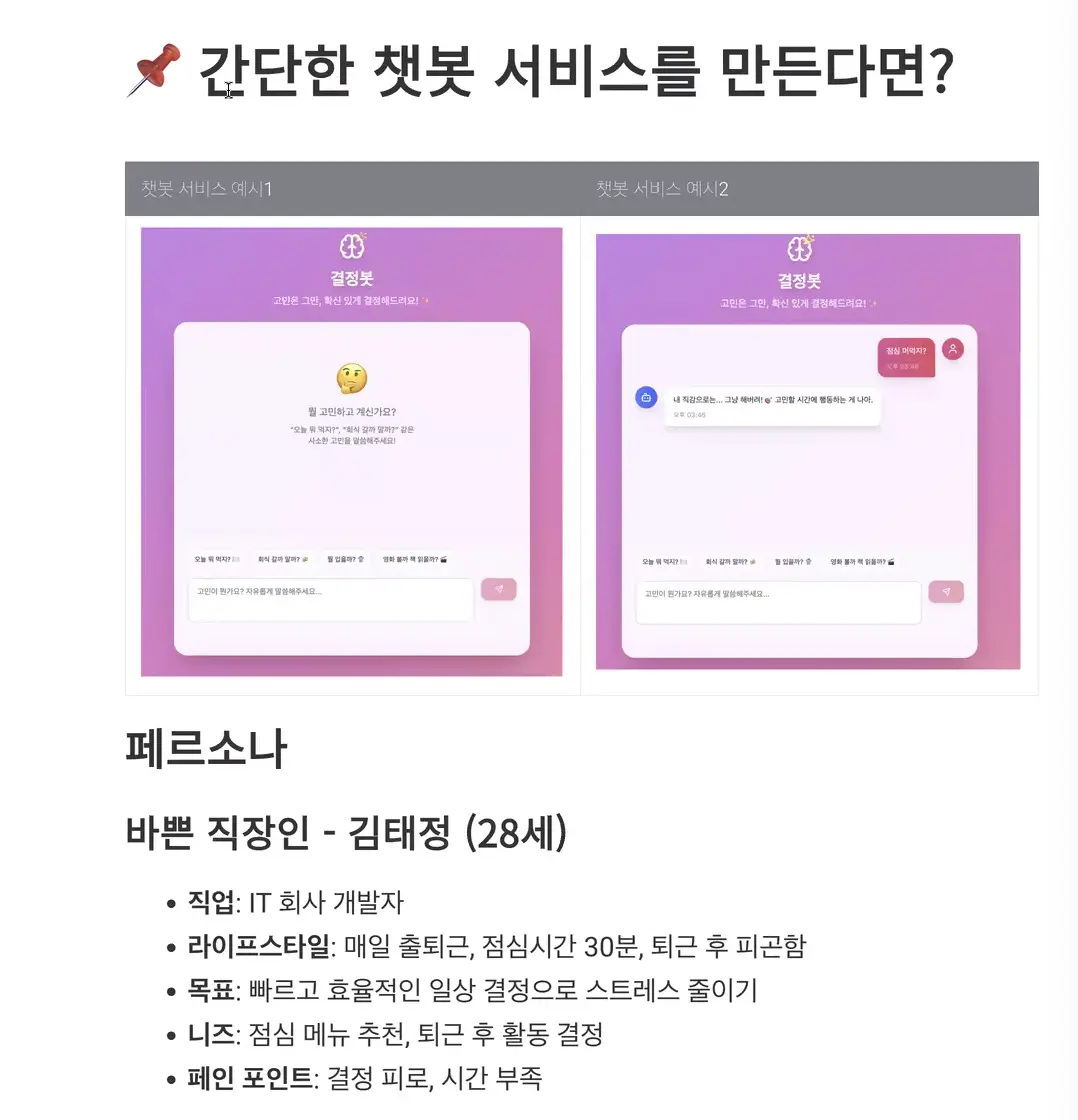 📌 간단한 챗봇 서비스를 만든다면?
챗봇 서비스 예시1
챗봇 서비스 예시2
결정봇
고민은 그만, 확신 있게 결정해드려요! ✨
🤔
뭘 고민하고 계신가요?
"오늘 뭐 먹지?", "회식 갈까 말까?" 같은
사소한 고민을 말씀해주세요!
오늘 뭐 먹지? 회식 갈까 말까? 뭘 입을까? 영화 볼까 책 읽을까? 🎬
고민이 뭔가요? 자유롭게 말씀해주세요...
결정봇
고민은 그만, 확신 있게 결정해드려요! ✨
점심 머먹지?
오후 03:46
내 직감으로는... 그냥 해버려! 🎯 고민할 시간에 행동하는 게 나아.
오후 03:46
오늘 뭐 먹지? 회식 갈까 말까? 뭘 입을까? 영화 볼까 책 읽을까? 🎬
고민이 뭔가요? 자유롭게 말씀해주세요...
페르소나
바쁜 직장인 - 김태정 (28세)
• 직업: IT 회사 개발자
• 라이프스타일: 매일 출퇴근, 점심시간 30분, 퇴근 후 피곤함
• 목표: 빠르고 효율적인 일상 결정으로 스트레스 줄이기
• 니즈: 점심 메뉴 추천, 퇴근 후 활동 결정
• 페인 포인트: 결정 피로, 시간 부족